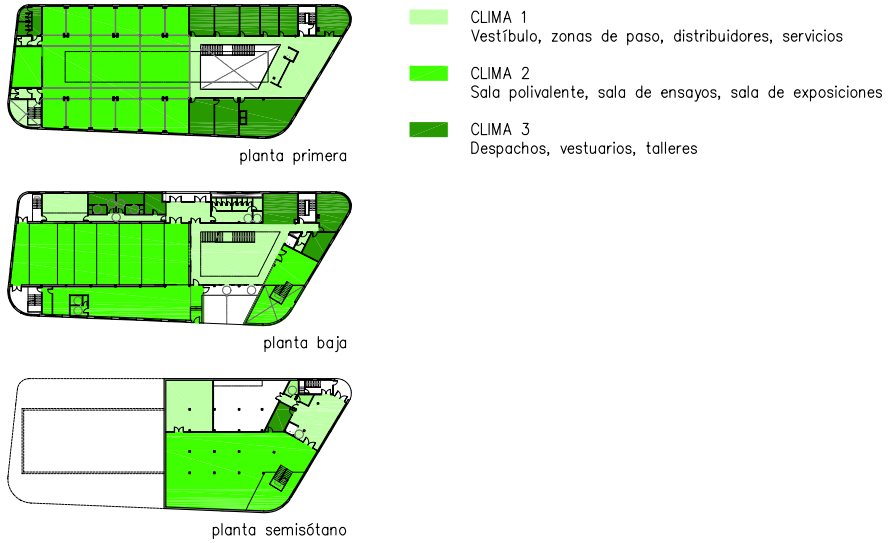 CLIMA 1
Vestíbulo, zonas de paso, distribuidores, servicios
CLIMA 2
Sala polivalente, sala de ensayos, sala de exposiciones
CLIMA 3
Despachos, vestuarios, talleres
planta primera
planta baja
planta semisótano